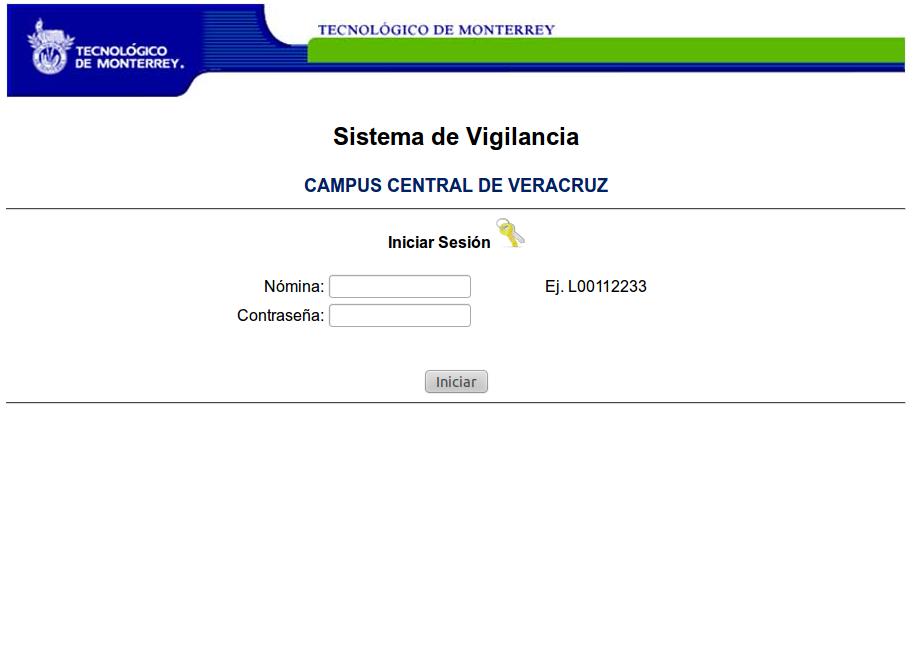 TECNOLÓGICO
DE MONTERREY.
TECNOLÓGICO DE MONTERREY
Sistema de Vigilancia
CAMPUS CENTRAL DE VERACRUZ
Iniciar Sesión
Nómina: Ej. L00112233
Contraseña:
Iniciar